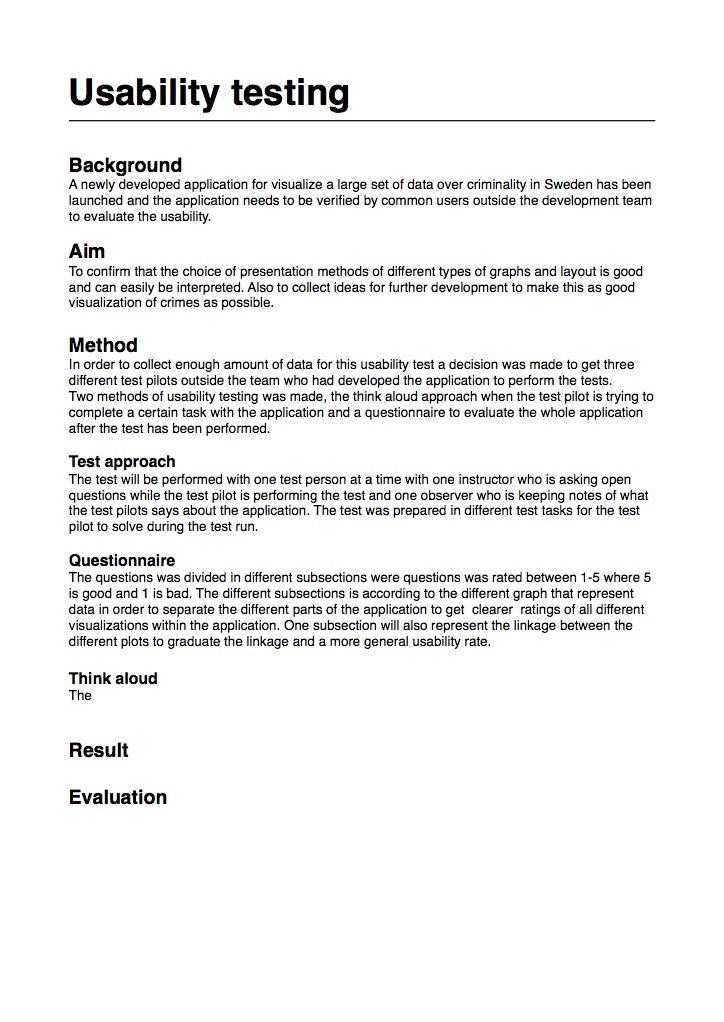 Usability testing
Background
A newly developed application for visualize a large set of data over criminality in Sweden has been
launched and the application needs to be verified by common users outside the development team
to evaluate the usability.
Aim
To confirm that the choice of presentation methods of different types of graphs and layout is good
and can easily be interpreted. Also to collect ideas for further development to make this as good
visualization of crimes as possible.
Method
In order to collect enough amount of data for this usability test a decision was made to get three
different test pilots outside the team who had developed the application to perform the tests.
Two methods of usability testing was made, the think aloud approach when the test pilot is trying to
complete a certain task with the application and a questionnaire to evaluate the whole application
after the test has been performed.
Test approach
The test will be performed with one test person at a time with one instructor who is asking open
questions while the test pilot is performing the test and one observer who is keeping notes of what
the test pilots says about the application. The test was prepared in different test tasks for the test
pilot to solve during the test run.
Questionnaire
The questions was divided in different subsections were questions was rated between 1-5 where 5
is good and 1 is bad. The different subsections is according to the different graph that represent
data in order to separate the different parts of the application to get  clearer  ratings of all different
visualizations within the application. One subsection will also represent the linkage between the
different plots to graduate the linkage and a more general usability rate.
Think aloud
The
Result
Evaluation